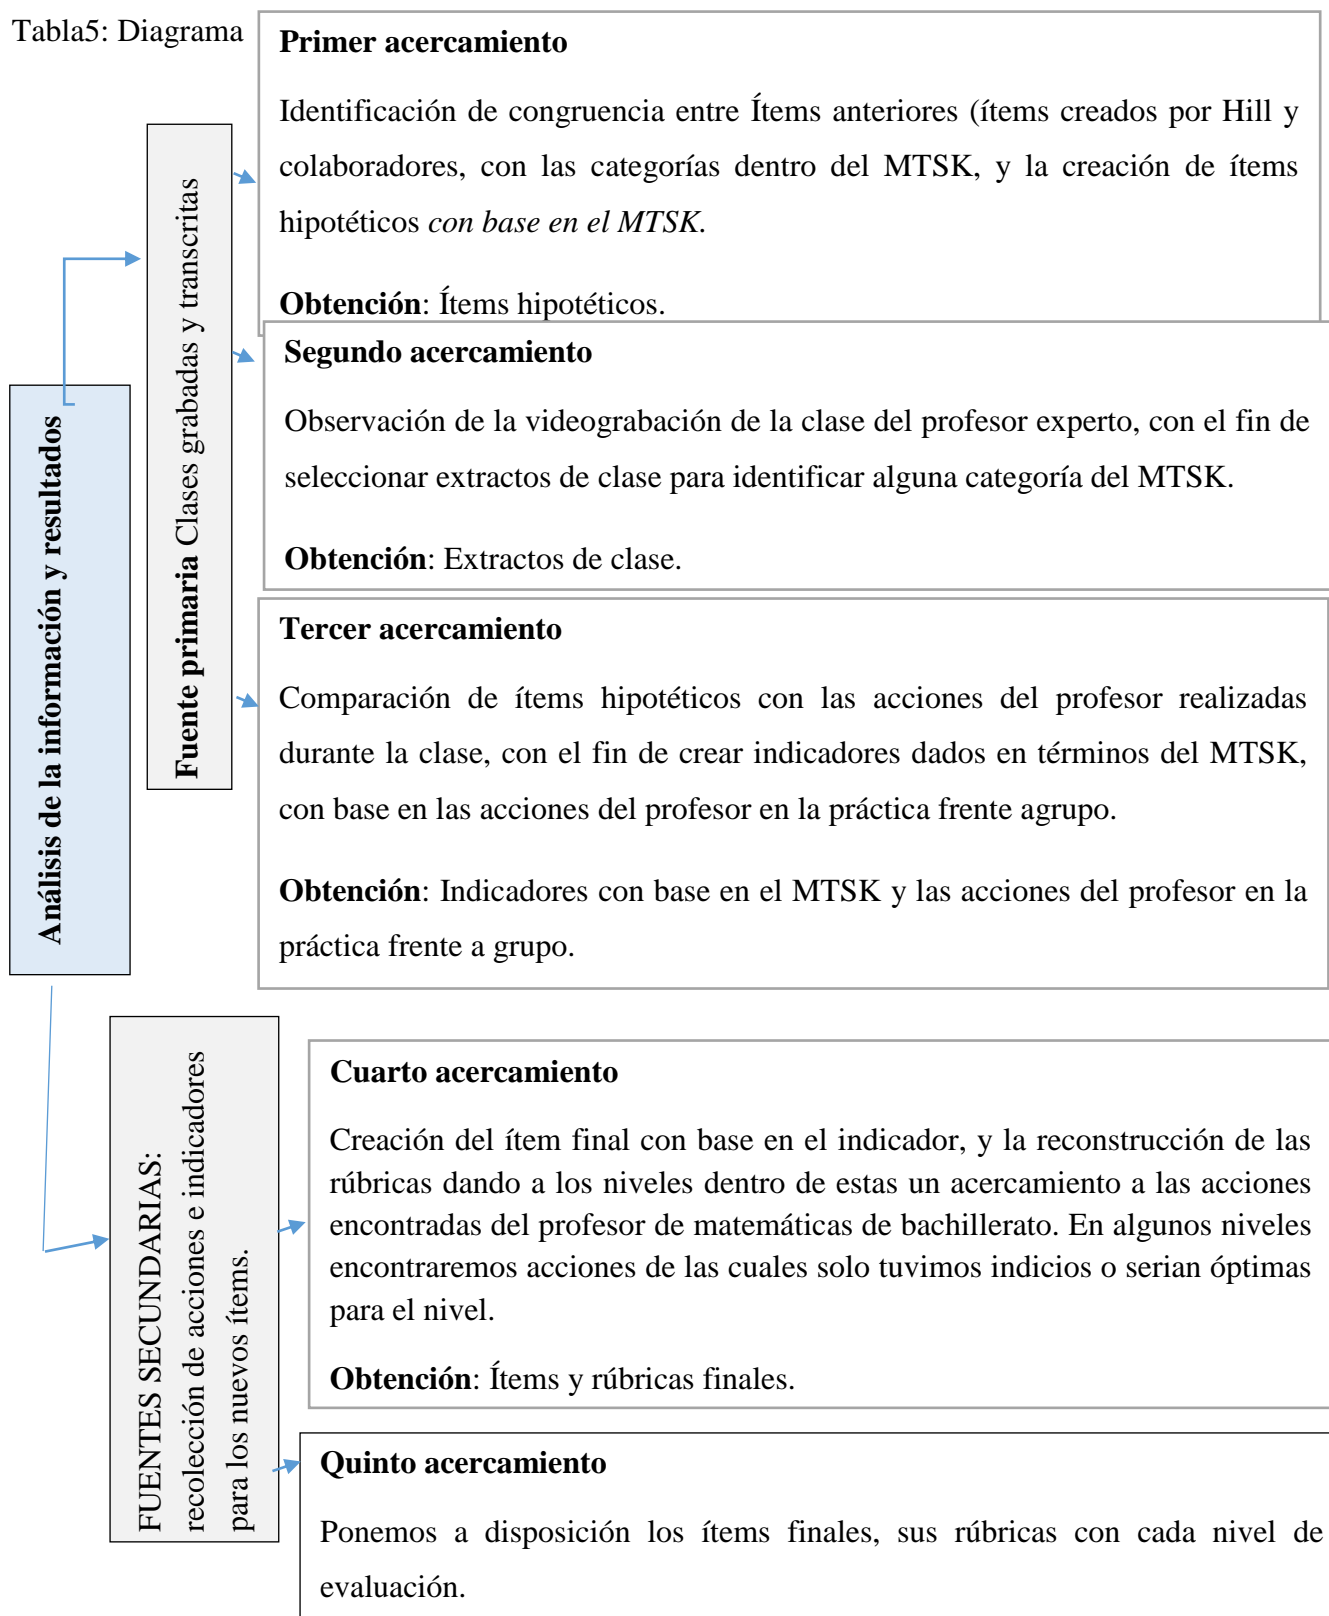 Tabla5: Diagrama
Análisis de la información y resultados
Fuente primaria Clases grabadas y transcritas
Primer acercamiento
Identificación de congruencia entre Ítems anteriores (ítems creados por Hill y
colaboradores, con las categorías dentro del MTSK, y la creación de ítems
hipotéticos con base en el MTSK.
Obtención: Ítems hipotéticos.
Segundo acercamiento
Observación de la videograbación de la clase del profesor experto, con el fin de
seleccionar extractos de clase para identificar alguna categoría del MTSK.
Obtención: Extractos de clase.
Tercer acercamiento
Comparación de ítems hipotéticos con las acciones del profesor realizadas
durante la clase, con el fin de crear indicadores dados en términos del MTSK,
con base en las acciones del profesor en la práctica frente agrupo.
Obtención: Indicadores con base en el MTSK y las acciones del profesor en la
práctica frente a grupo.
FUENTES SECUNDARIAS:
recolección de acciones e indicadores
para los nuevos ítems.
Cuarto acercamiento
Creación del ítem final con base en el indicador, y la reconstrucción de las
rúbricas dando a los niveles dentro de estas un acercamiento a las acciones
encontradas del profesor de matemáticas de bachillerato. En algunos niveles
encontraremos acciones de las cuales solo tuvimos indicios o serian óptimas
para el nivel.
Obtención: Ítems y rúbricas finales.
Quinto acercamiento
Ponemos a disposición los ítems finales, sus rúbricas con cada nivel de
evaluación.